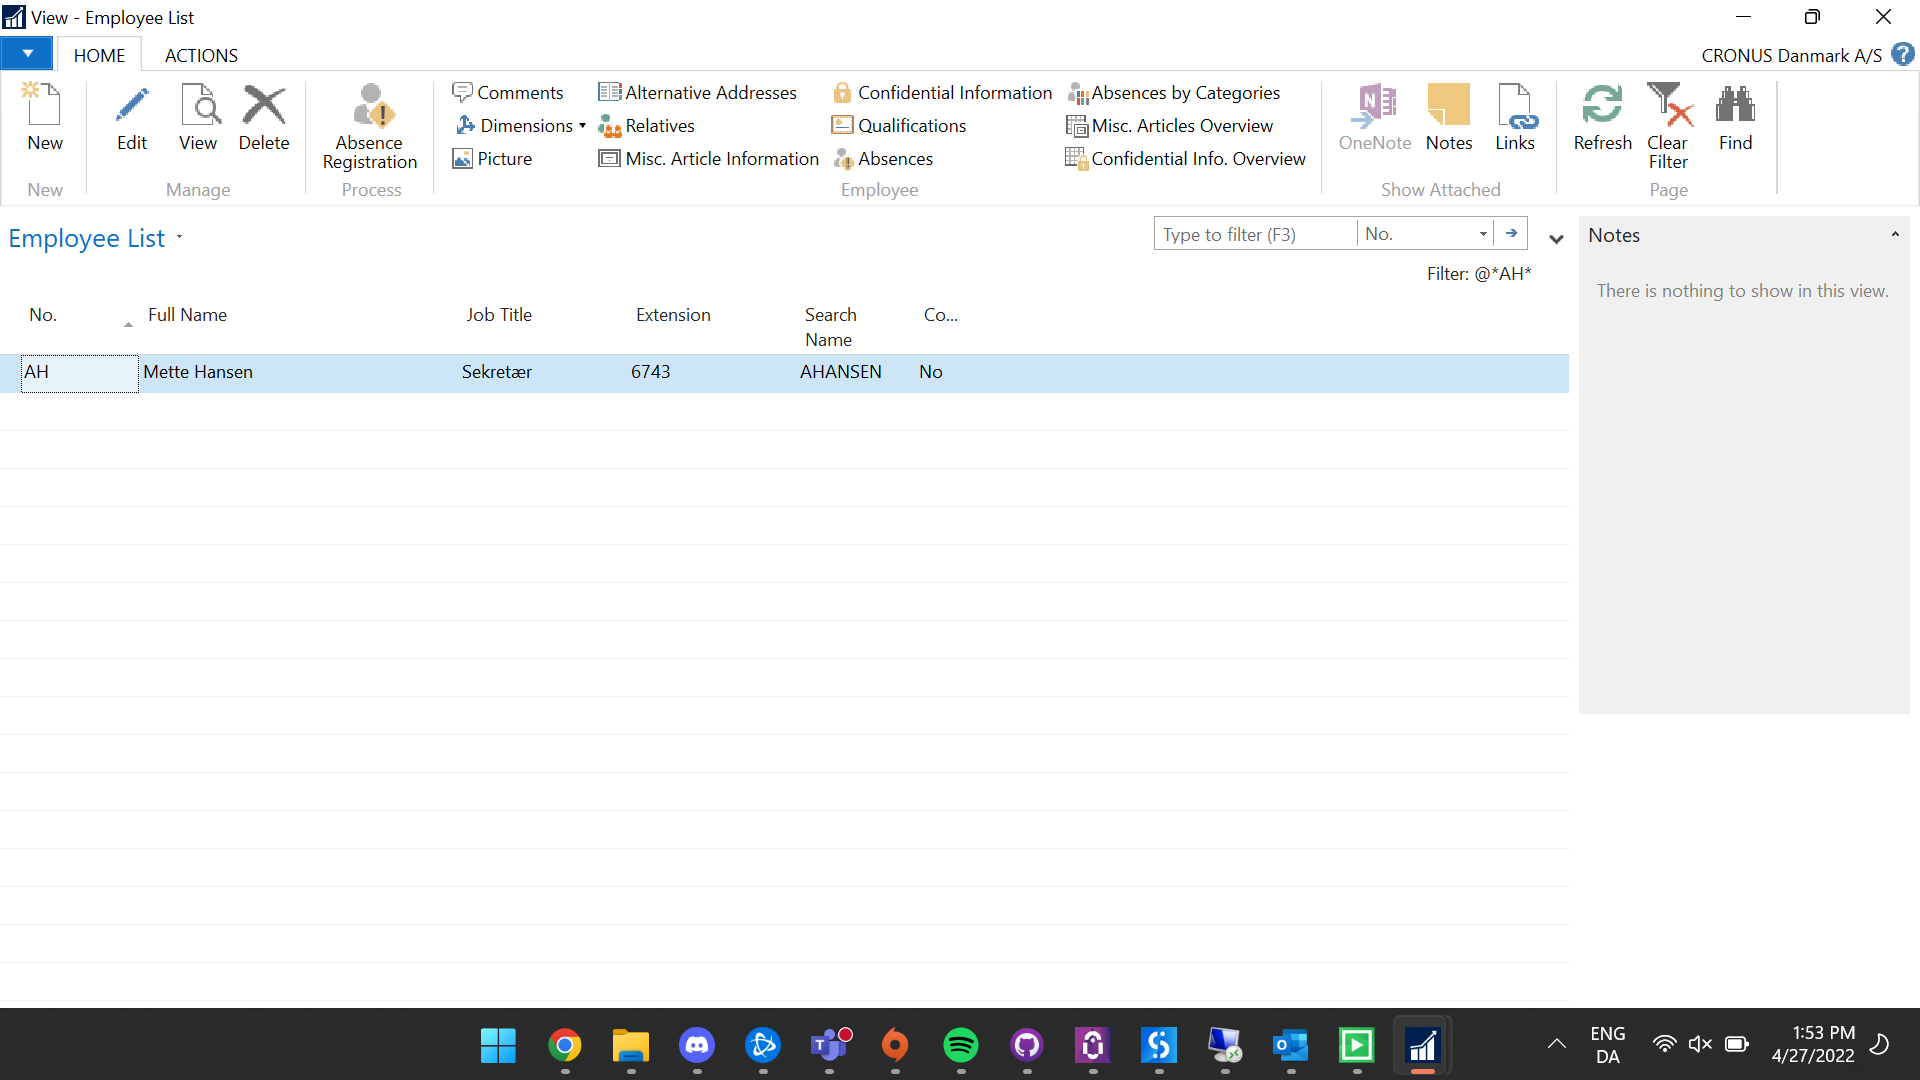 View - Employee List
HOME
ACTIONS
CRONUS Danmark A/S
?
New
Edit
View
Delete
Absence
Registration
Comments
Dimensions
Picture
Alternative Addresses
Relatives
Misc. Article Information
Confidential Information
Qualifications
Absences
Absences by Categories
Misc. Articles Overview
Confidential Info. Overview
OneNote
Notes
Links
Refresh
Clear
Filter
Find
New
Manage
Process
Employee
Show Attached
Page
Employee List
Type to filter (F3)
No.
Filter: @*AH*
Notes
There is nothing to show in this view.
No.
Full Name
Job Title
Extension
Search
Name
Co...
AH
Mette Hansen
Sekretær
6743
AHANSEN
No
ENG
DA
1:53 PM
4/27/2022